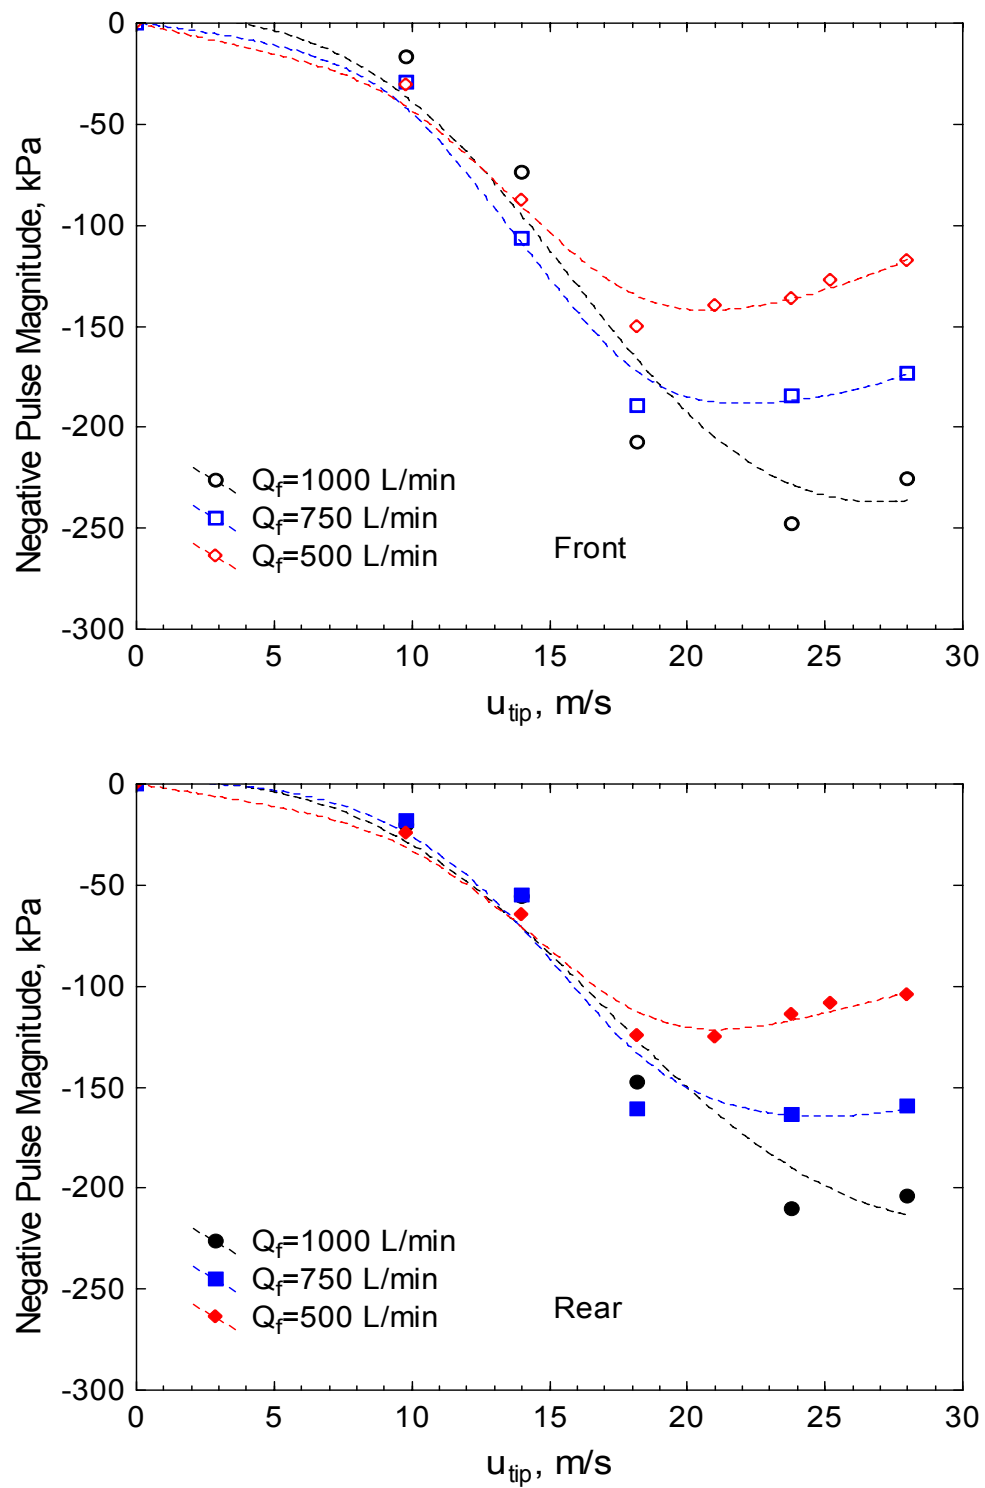 0
-50
-100
-150
-200
-250
-300
Negative Pulse Magnitude, kPa
Qf=1000 L/min
Qf=750 L/min
Qf=500 L/min
Front
0 5 10 15 20 25 30
utip, m/s
0
-50
-100
-150
-200
-250
-300
Negative Pulse Magnitude, kPa
Qf=1000 L/min
Qf=750 L/min
Qf=500 L/min
Rear
0 5 10 15 20 25 30
utip, m/s